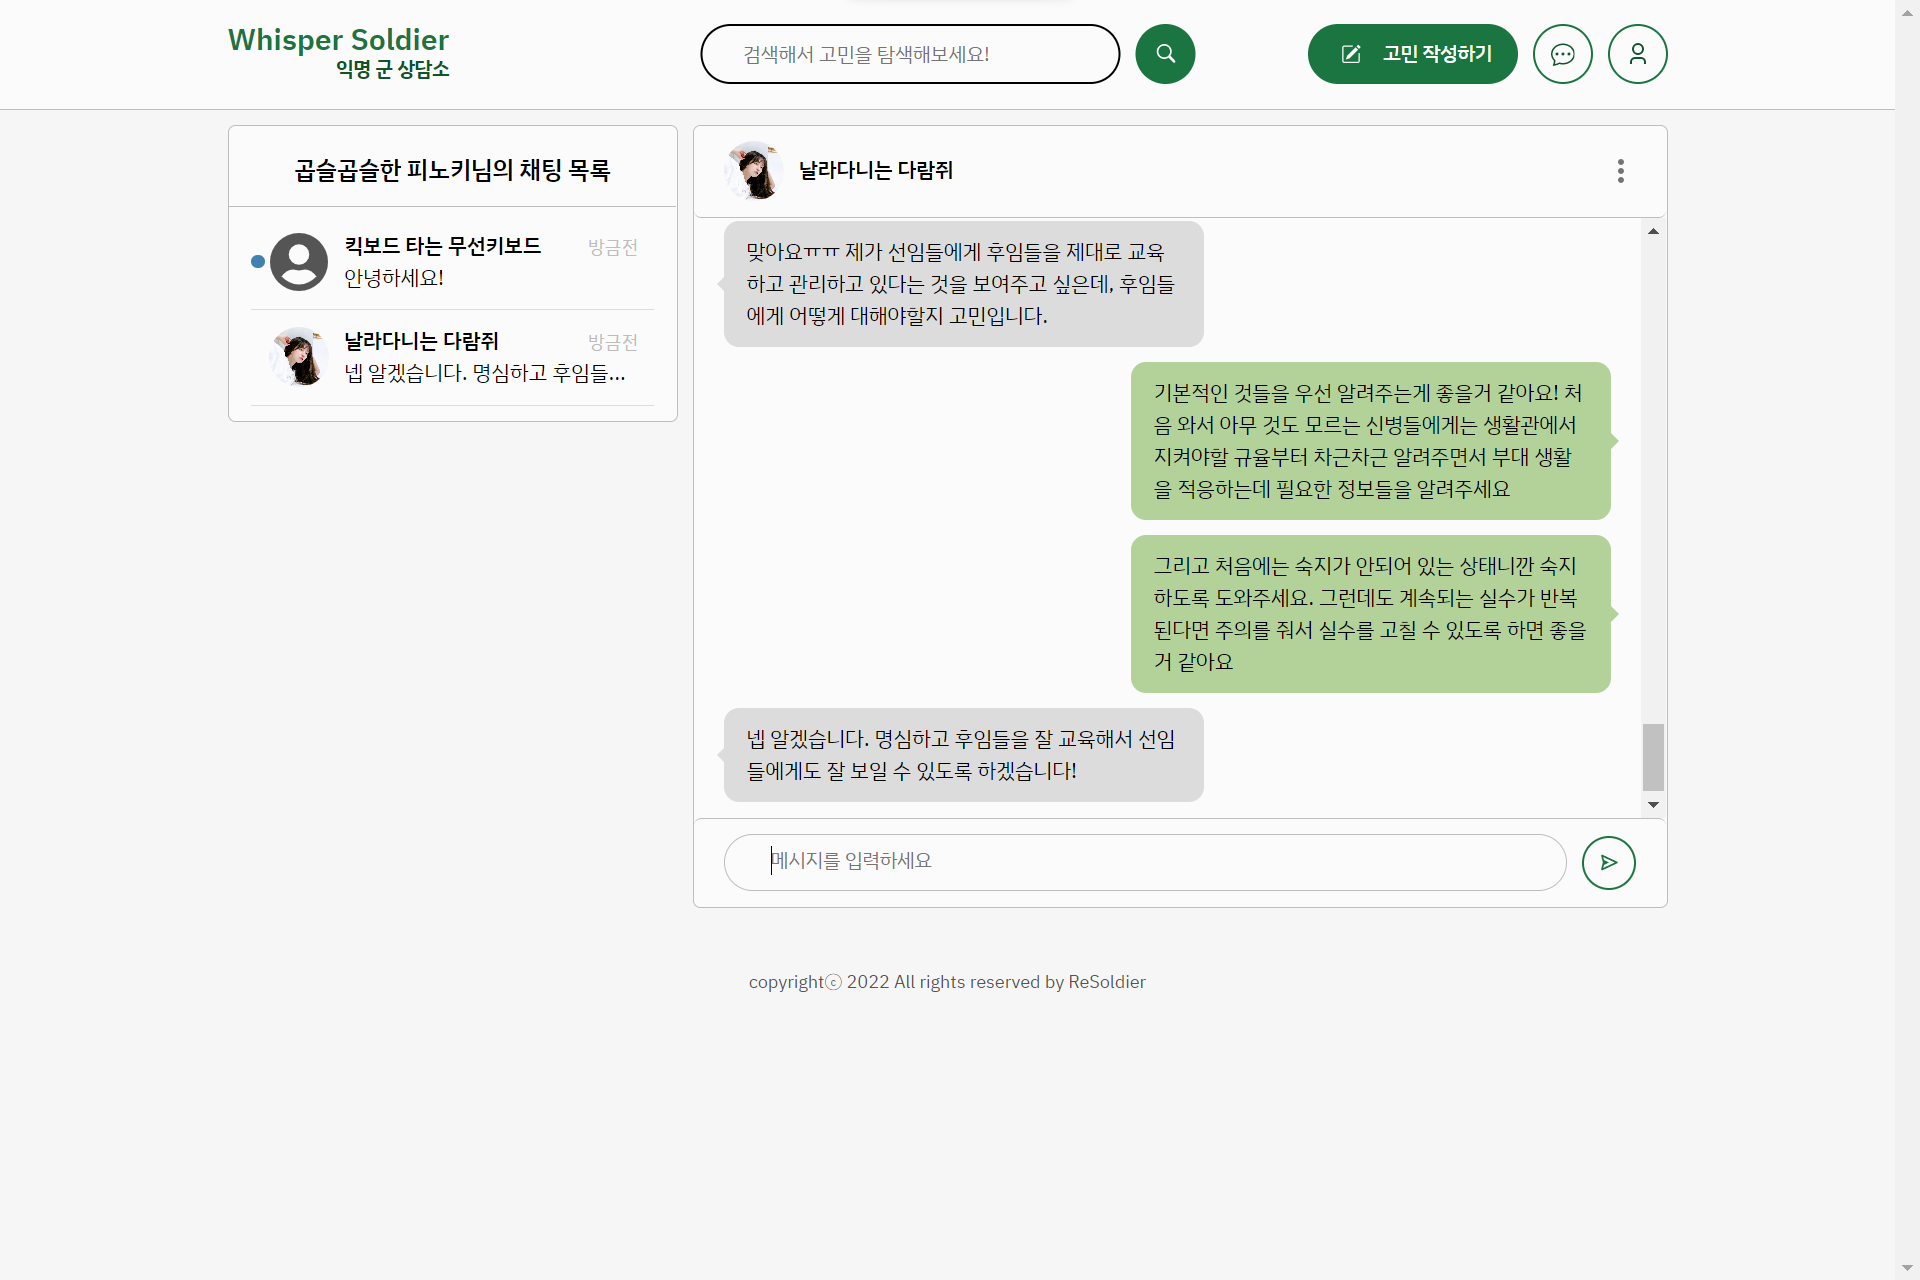 Whisper Soldier
익명 군 상담소
검색해서 고민을 탐색해보세요!
고민 작성하기
곱슬곱슬한 피노키님의 채팅 목록
킥보드 타는 무선키보드
방금전
안녕하세요!
날라다니는 다람쥐
방금전
넵 알겠습니다. 명심하고 후임들...
날라다니는 다람쥐
맞아요ㅠㅠ 제가 선임들에게 후임들을 제대로 교육
하고 관리하고 있다는 것을 보여주고 싶은데, 후임들
에게 어떻게 대해야할지 고민입니다.
기본적인 것들을 우선 알려주는게 좋을거 같아요! 처
음 와서 아무 것도 모르는 신병들에게는 생활관에서
지켜야할 규율부터 차근차근 알려주면서 부대 생활
을 적응하는데 필요한 정보들을 알려주세요
그리고 처음에는 숙지가 안되어 있는 상태니깐 숙지
하도록 도와주세요. 그런데도 계속되는 실수가 반복
된다면 주의를 줘서 실수를 고칠 수 있도록 하면 좋을
거 같아요
넵 알겠습니다. 명심하고 후임들을 잘 교육해서 선임
들에게도 잘 보일 수 있도록 하겠습니다!
메시지를 입력하세요
copyrightⓒ 2022 All rights reserved by ReSoldier